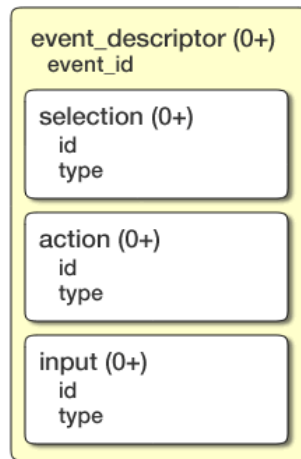 event_descriptor (0+)
event_id
selection (0+)
id
type
action (0+)
id
type
input (0+)
id
type